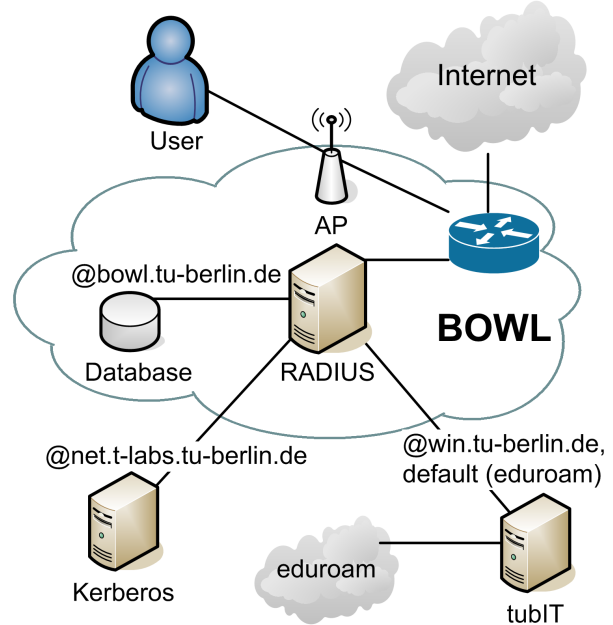 Internet
User
AP
@bowl.tu-berlin.de
BOWL
Database
RADIUS
@net.t-labs.tu-berlin.de
@win.tu-berlin.de,
default (eduroam)
Kerberos
eduroam
tubIT